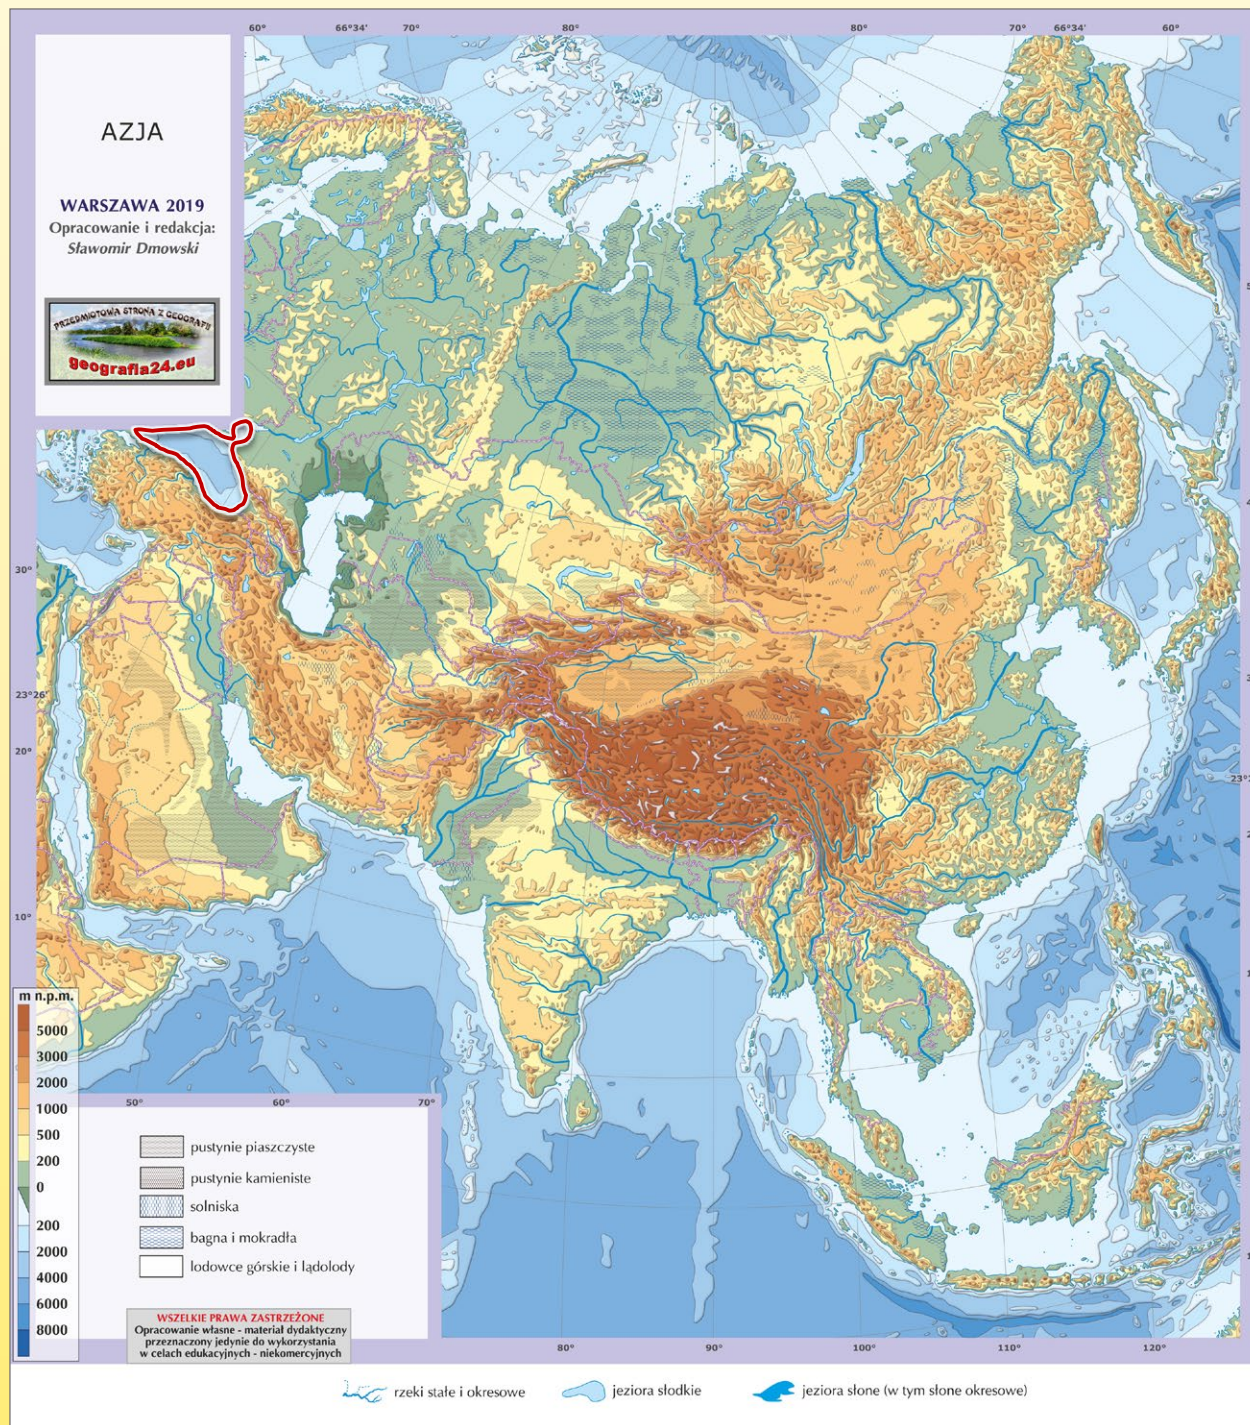 60° 66°34' 70° 80° 80° 70° 66°34' 60°
AZJA
WARSZAWA 2019
Opracowanie i redakcja:
Sławomir Dmowski
PRZEDMIOTOWA STRONA Z GEOGRAFII
geografia24.eu
30°
23°26'
20°
10°
m n.p.m.
5000
3000
2000
1000
500
200
0
200
2000
4000
6000
8000
50° 60° 70°
pustynie piaszczyste
pustynie kamieniste
solniska
bagna i mokradła
lodowce górskie i lądolody
WSZELKIE PRAWA ZASTRZEŻONE
Opracowanie własne - materiał dydaktyczny
przeznaczony jedynie do wykorzystania
w celach edukacyjnych - niekomercyjnych
80° 90° 100° 110° 120°
rzeki stałe i okresowe jeziora słodkie jeziora słone (w tym słone okresowe)